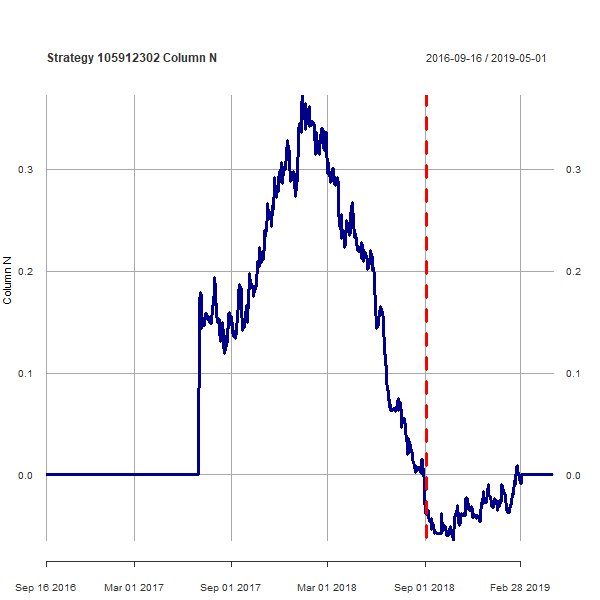 Strategy 105912302 Column N
2016-09-16 / 2019-05-01
Column N
0.3
0.3
0.2
0.2
0.1
0.1
0.0
0.0
Sep 16 2016
Mar 01 2017
Sep 01 2017
Mar 01 2018
Sep 01 2018
Feb 28 2019